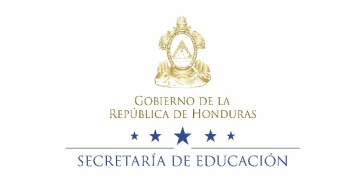 GOBIERNO DE LA
REPÚBLICA DE HONDURAS
SECRETARÍA DE EDUCACIÓN